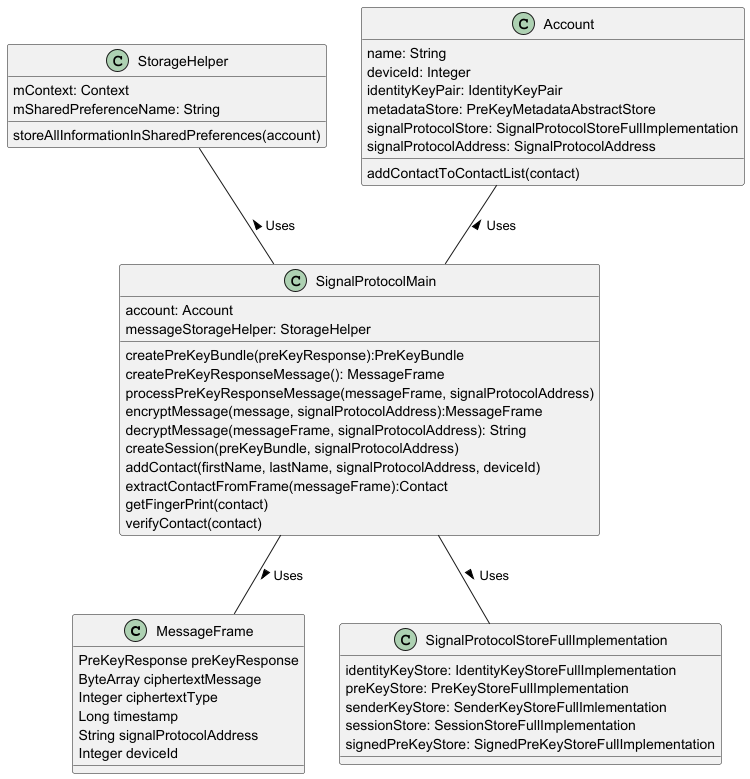 C StorageHelper
mContext: Context
mSharedPreferenceName: String
storeAllInformationInSharedPreferences(account)
C Account
name: String
deviceId: Integer
identityKeyPair: IdentityKeyPair
metadataStore: PreKeyMetadataAbstractStore
signalProtocolStore: SignalProtocolStoreFullImplementation
signalProtocolAddress: SignalProtocolAddress
addContactToContactList(contact)
Uses
Uses
C SignalProtocolMain
account: Account
messageStorageHelper: StorageHelper
createPreKeyBundle(preKeyResponse):PreKeyBundle
createPreKeyResponseMessage(): MessageFrame
processPreKeyResponseMessage(messageFrame, signalProtocolAddress)
encryptMessage(message, signalProtocolAddress):MessageFrame
decryptMessage(messageFrame, signalProtocolAddress): String
createSession(preKeyBundle, signalProtocolAddress)
addContact(firstName, lastName, signalProtocolAddress, deviceId)
extractContactFromFrame(messageFrame):Contact
getFingerPrint(contact)
verifyContact(contact)
Uses
Uses
C MessageFrame
PreKeyResponse preKeyResponse
ByteArray ciphertextMessage
Integer ciphertextType
Long timestamp
String signalProtocolAddress
Integer deviceId
C SignalProtocolStoreFullImplementation
identityKeyStore: IdentityKeyStoreFullImplementation
preKeyStore: PreKeyStoreFullImplementation
senderKeyStore: SenderKeyStoreFullImlementation
sessionStore: SessionStoreFullImplementation
signedPreKeyStore: SignedPreKeyStoreFullImplementation